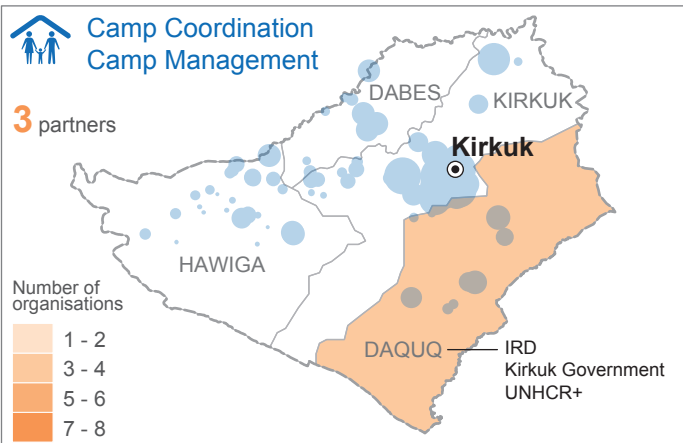 Camp Coordination
Camp Management
3 partners
DABES
KIRKUK
Kirkuk
HAWIGA
Number of
organisations
1 - 2
3 - 4
5 - 6
7 - 8
DAQUQ
IRD
Kirkuk Government
UNHCR+